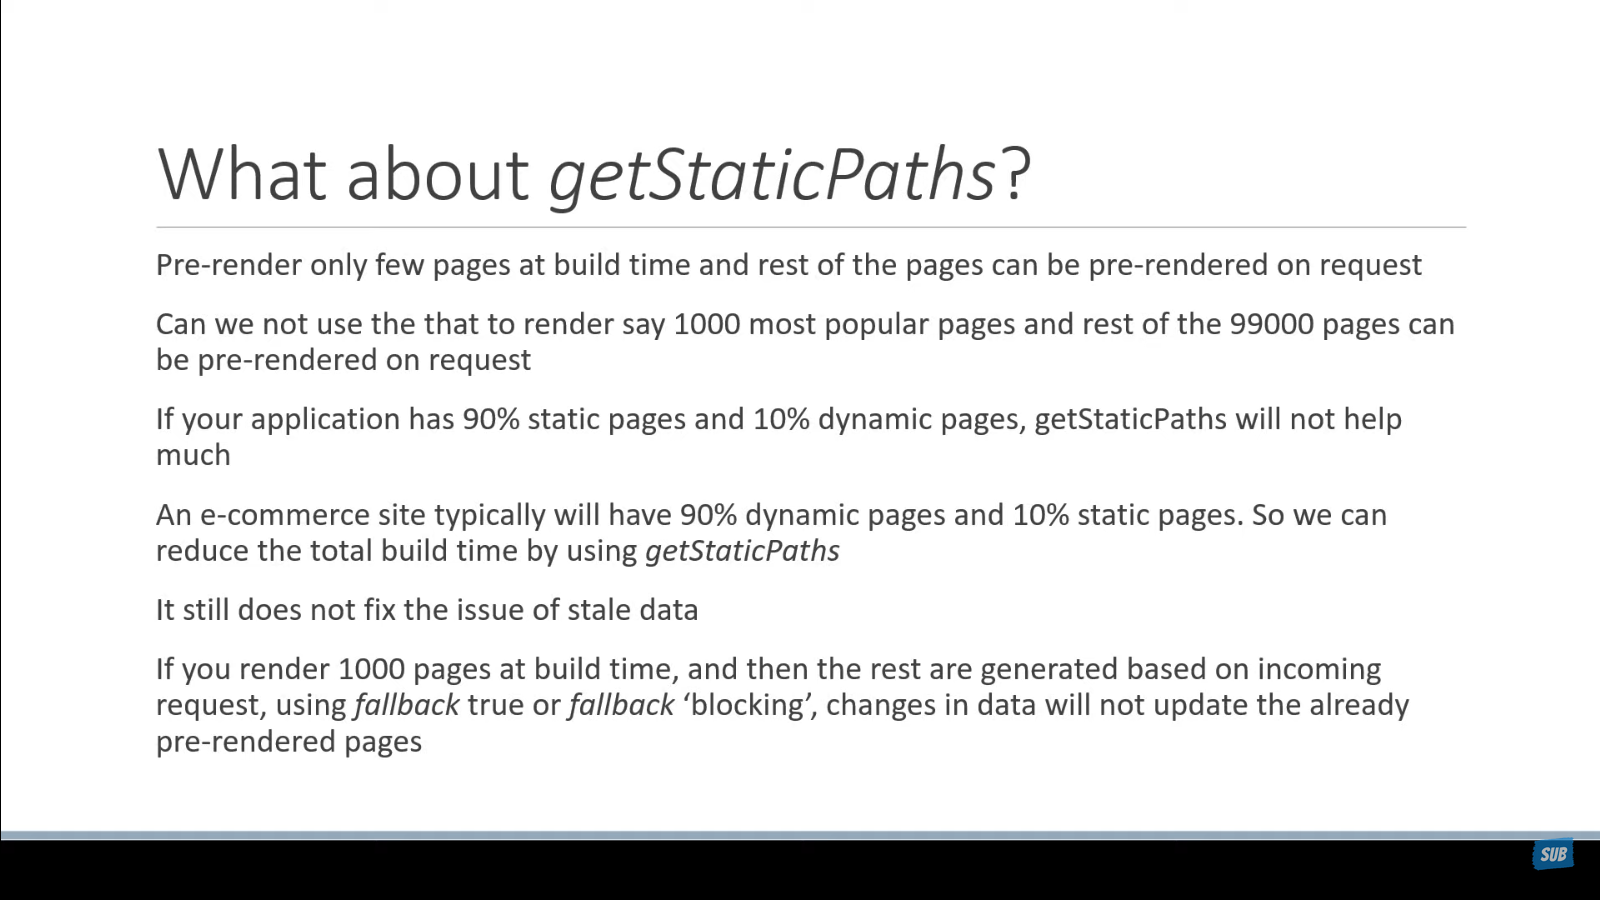 What about getStaticPaths?
Pre-render only few pages at build time and rest of the pages can be pre-rendered on request
Can we not use the that to render say 1000 most popular pages and rest of the 99000 pages can
be pre-rendered on request
If your application has 90% static pages and 10% dynamic pages, getStaticPaths will not help
much
An e-commerce site typically will have 90% dynamic pages and 10% static pages. So we can
reduce the total build time by using getStaticPaths
It still does not fix the issue of stale data
If you render 1000 pages at build time, and then the rest are generated based on incoming
request, using fallback true or fallback ‘blocking’, changes in data will not update the already
pre-rendered pages
SUB